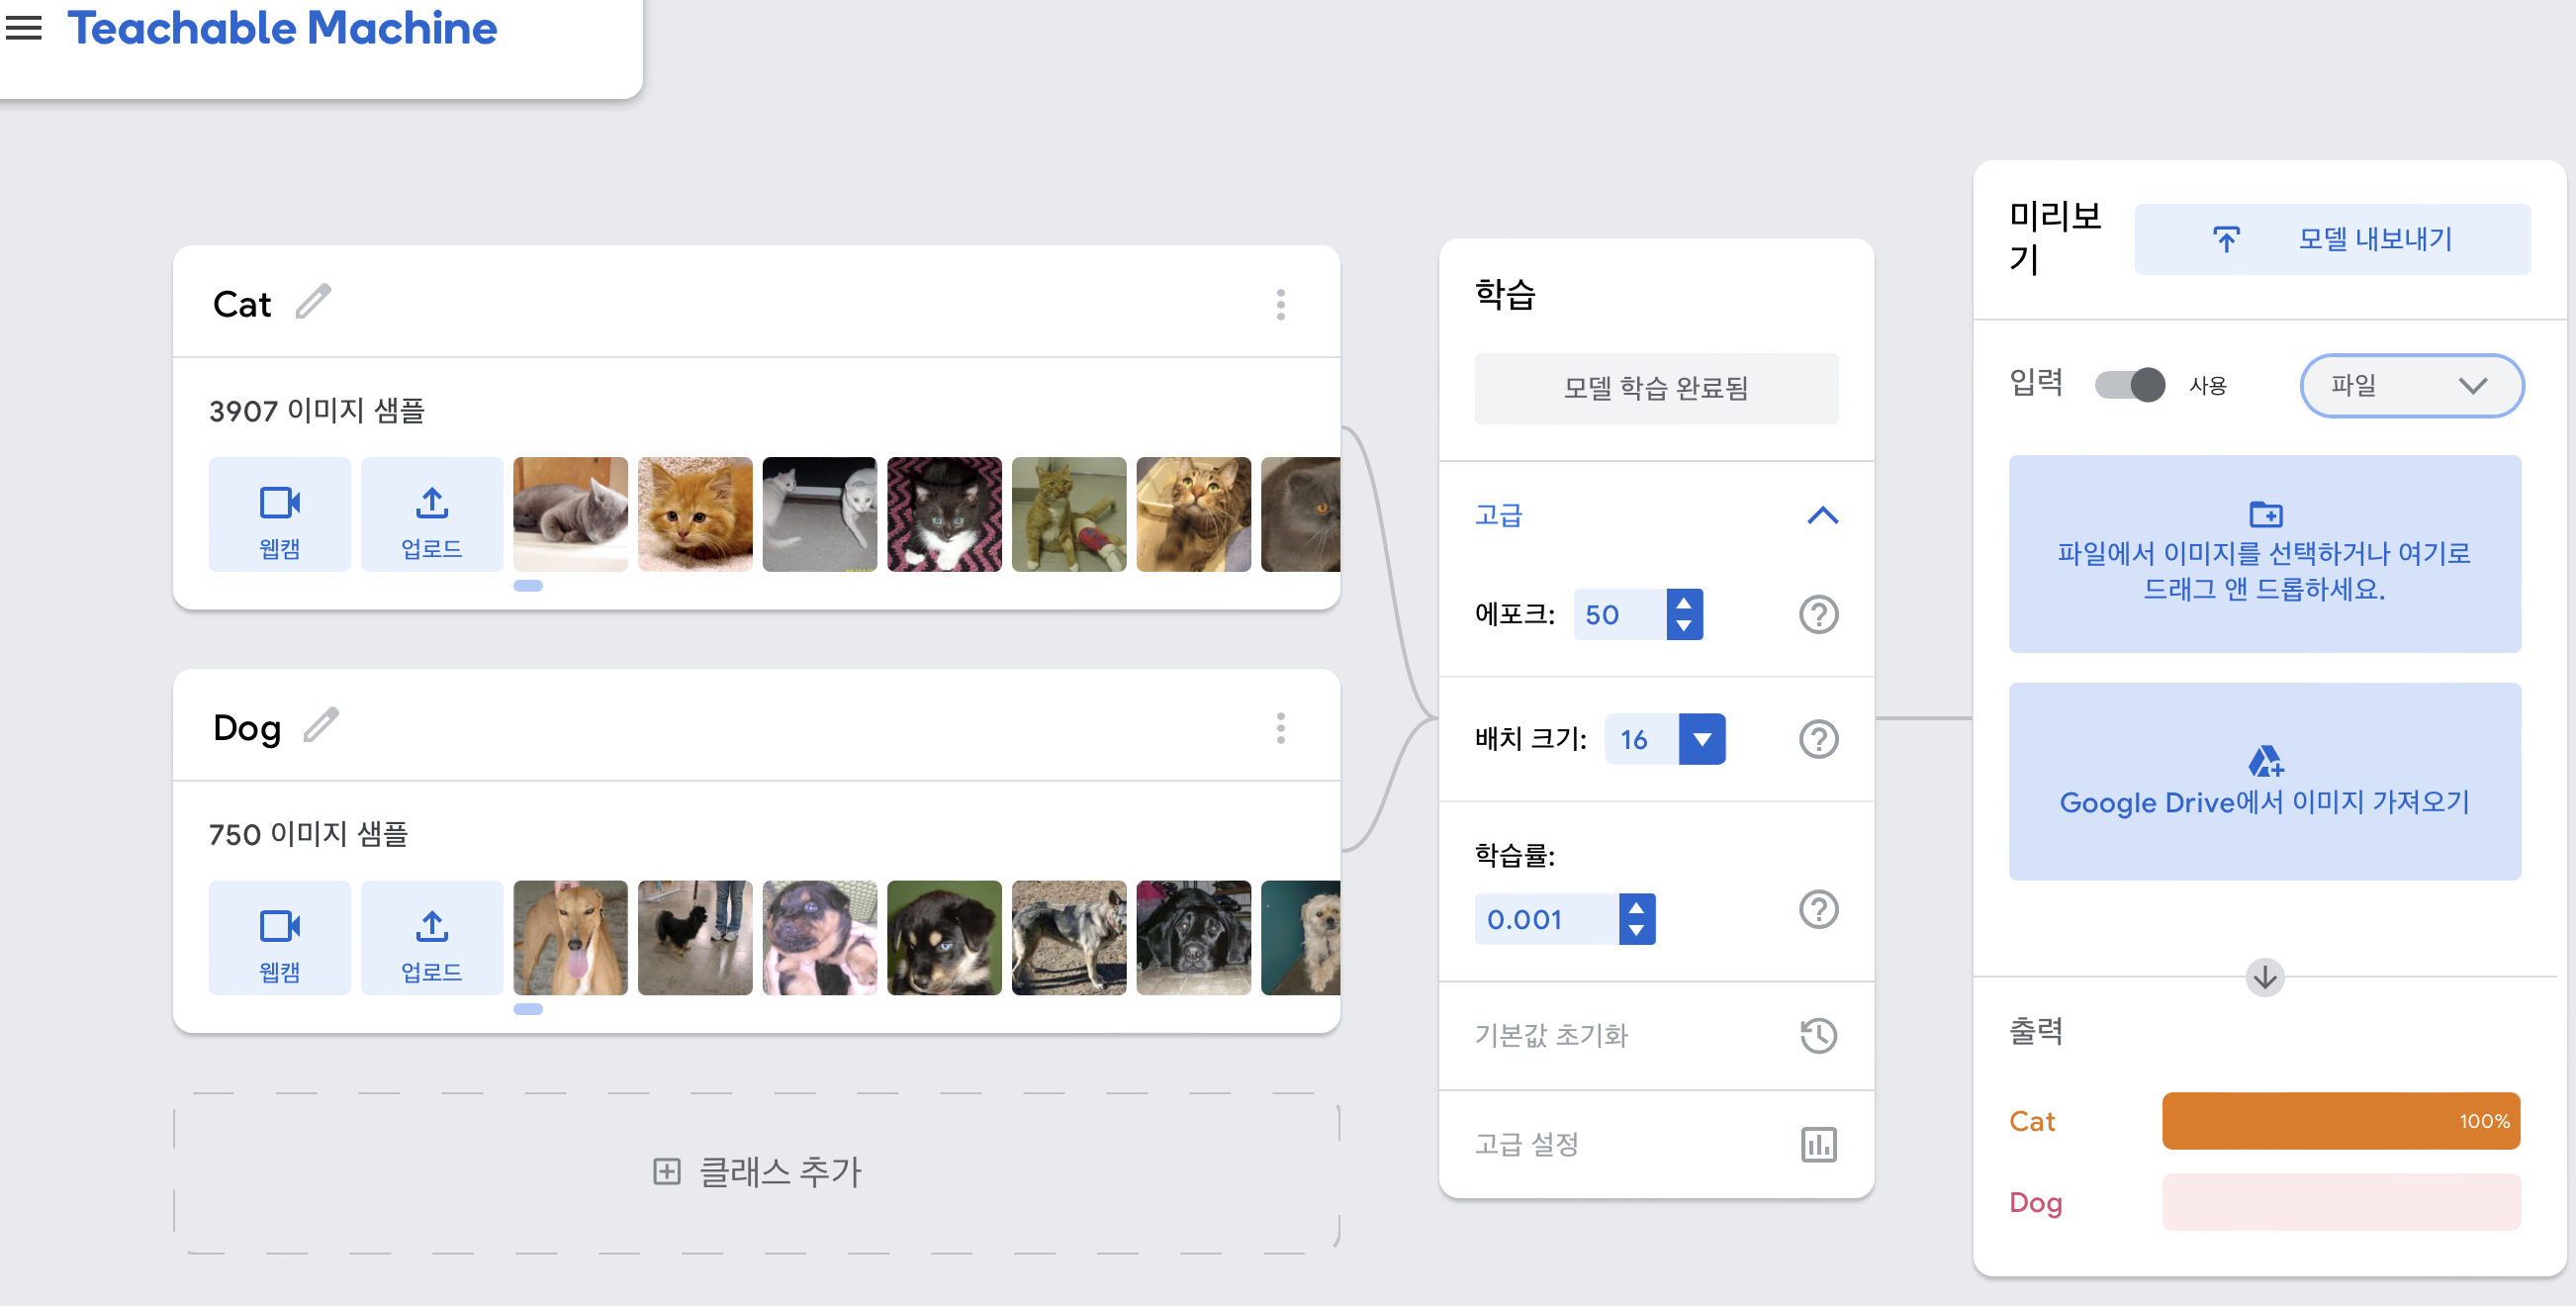 Teachable Machine
Cat
3907 이미지 샘플
웹캠
업로드
Dog
750 이미지 샘플
웹캠
업로드
클래스 추가
학습
모델 학습 완료됨
고급
에포크: 50
배치 크기: 16
학습률:
0.001
기본값 초기화
고급 설정
미리보
기
모델 내보내기
입력 사용 파일
파일에서 이미지를 선택하거나 여기로
드래그 앤 드롭하세요.
Google Drive에서 이미지 가져오기
출력
Cat 100%
Dog